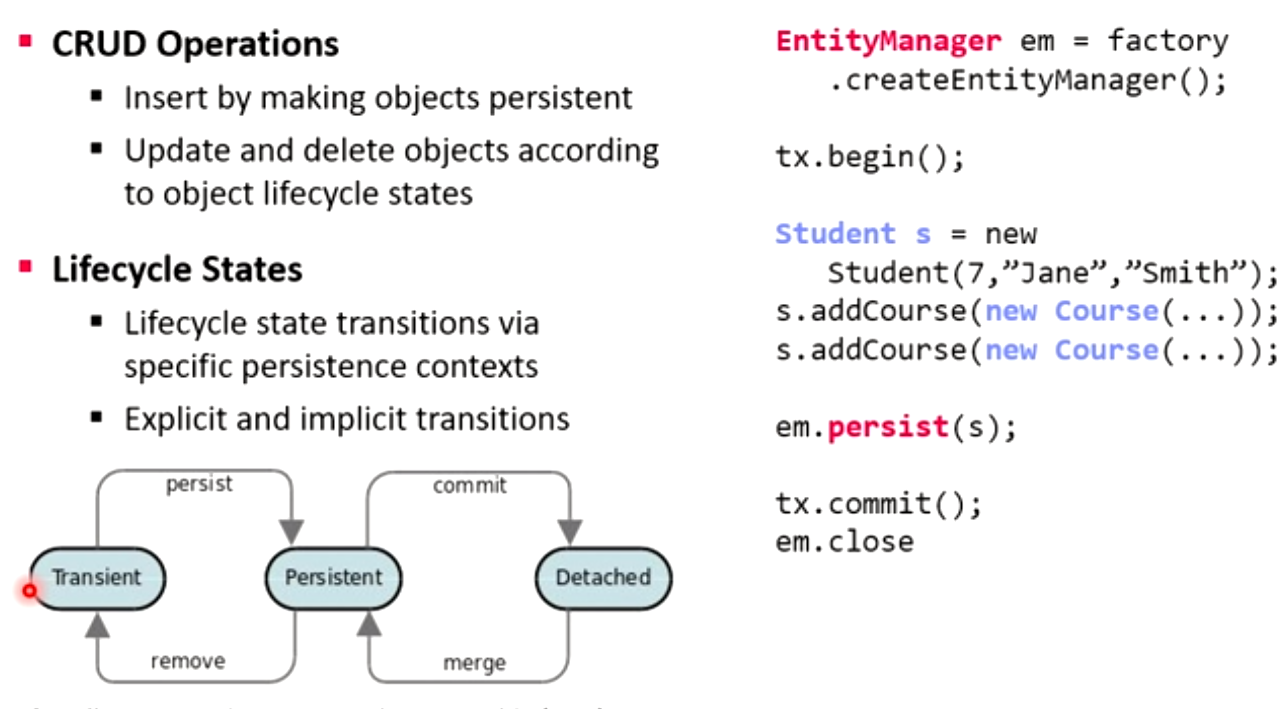 CRUD Operations
Insert by making objects persistent
Update and delete objects according
to object lifecycle states
Lifecycle States
Lifecycle state transitions via
specific persistence contexts
Explicit and implicit transitions
persist
commit
Transient
Persistent
Detached
remove
merge
EntityManager em = factory
.createEntityManager();
tx.begin();
Student s = new
Student(7,”Jane”,”Smith”);
s.addCourse(new Course(...));
s.addCourse(new Course(...));
em.persist(s);
tx.commit();
em.close